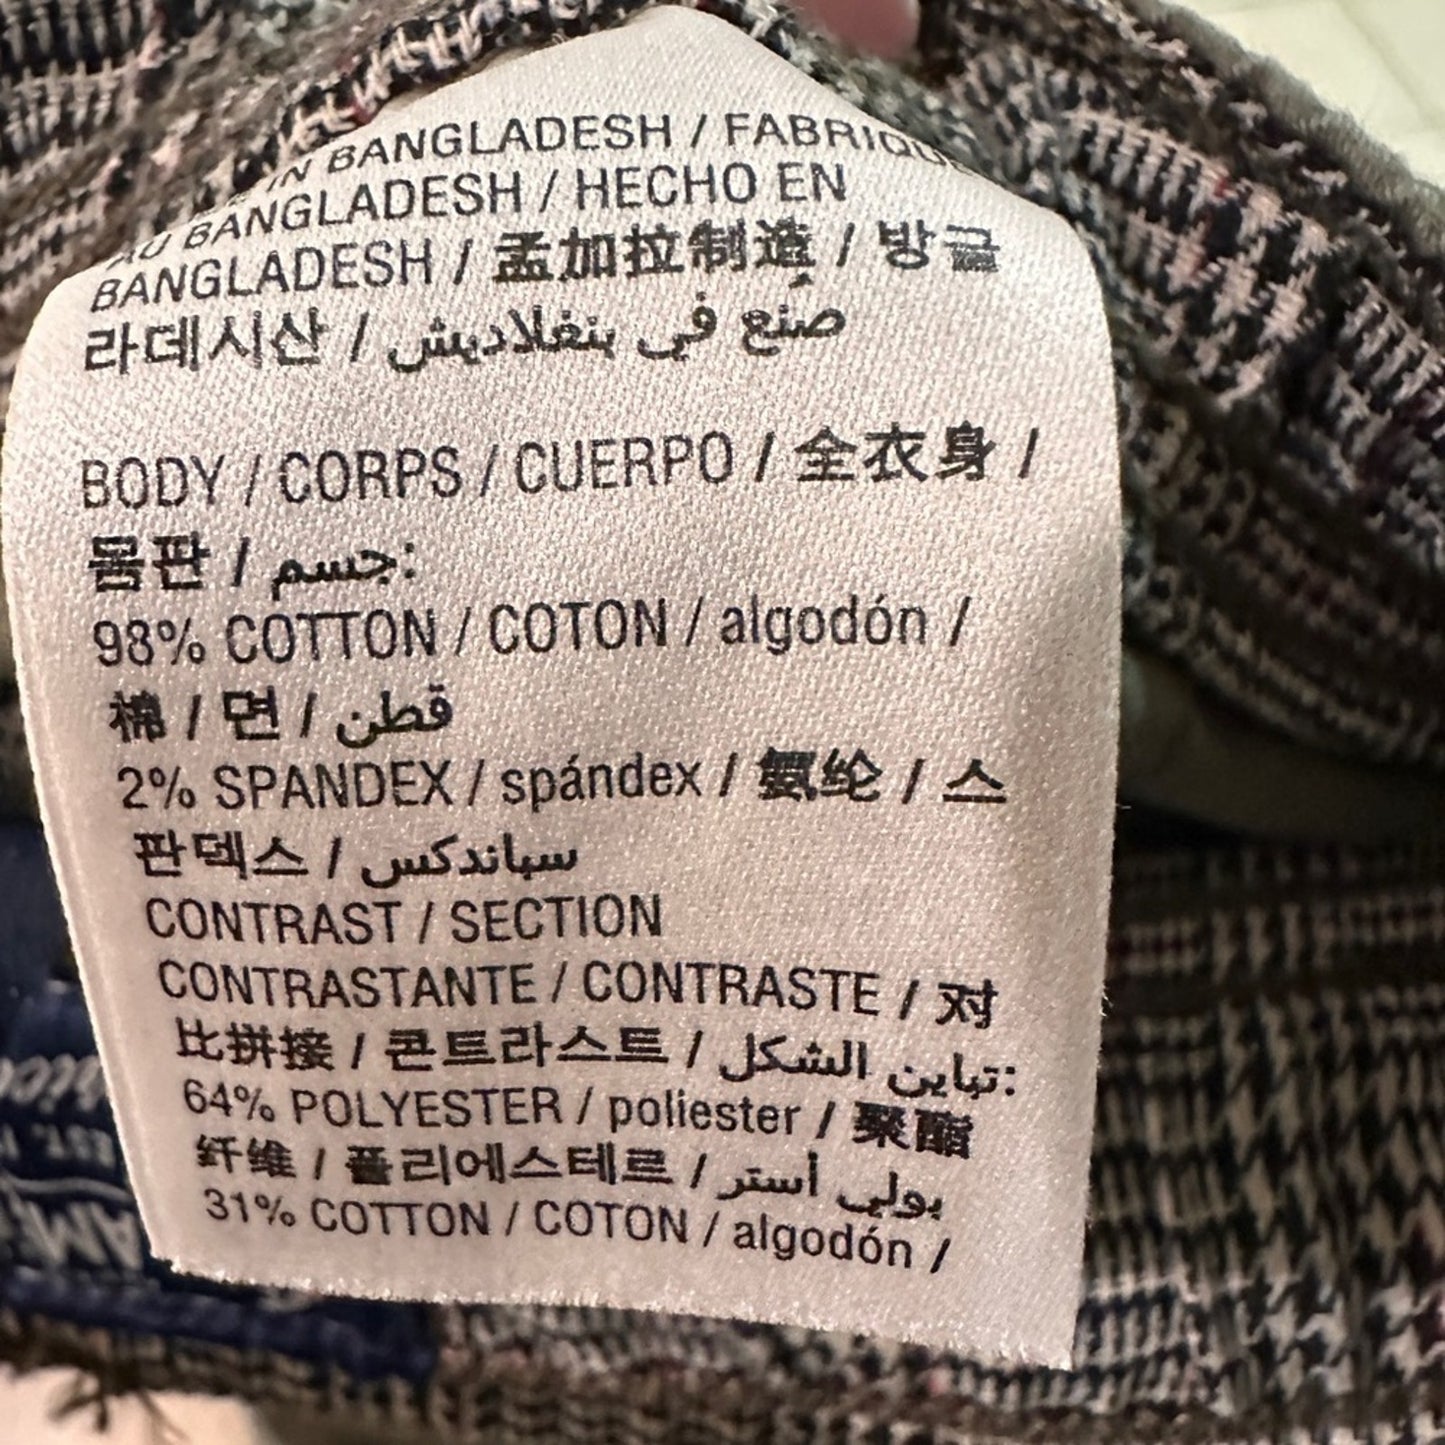 IN BANGLADESH / FABRIQU
AU BANGLADESH / HECHO EN
BANGLADESH / 孟加拉制造 / 방글
라데시산 / صنع في بنغلاديش
BODY / CORPS / CUERPO / 全衣身 /
몸판 / جسم:
98% COTTON / COTON / algodón /
棉 / 면 / قطن
2% SPANDEX / spándex / 氨纶 / 스
판덱스 / سباندكس
CONTRAST / SECTION
CONTRASTANTE / CONTRASTE / 对
比拼接 / 콘트라스트 / تباين الشكل:
64% POLYESTER / poliester / 聚酯
纤维 / 폴리에스테르 / بولي أستر
31% COTTON / COTON / algodón /